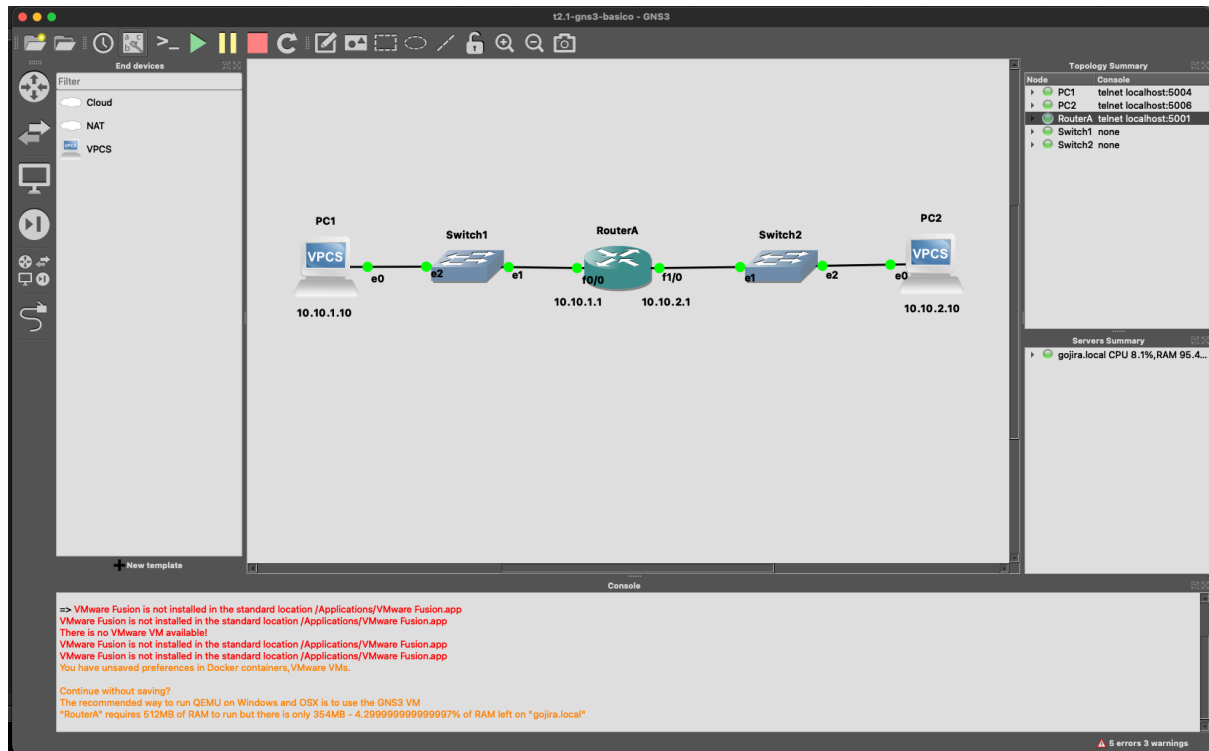 t2.1-gns3-basico - GNS3
End devices
Filter
Cloud
NAT
VPCS
New template
PC1
VPCS
e0
10.10.1.10
Switch1
e2
e1
RouterA
f0/0
f1/0
10.10.1.1
10.10.2.1
Switch2
e1
e2
PC2
VPCS
e0
10.10.2.10
Topology Summary
Node Console
PC1 telnet localhost:5004
PC2 telnet localhost:5006
RouterA telnet localhost:5001
Switch1 none
Switch2 none
Servers Summary
gojira.local CPU 8.1%,RAM 95.4...
Console
=> VMware Fusion is not installed in the standard location /Applications/VMware Fusion.app
VMware Fusion is not installed in the standard location /Applications/VMware Fusion.app
There is no VMware VM available!
VMware Fusion is not installed in the standard location /Applications/VMware Fusion.app
VMware Fusion is not installed in the standard location /Applications/VMware Fusion.app
You have unsaved preferences in Docker containers,VMware VMs.
Continue without saving?
The recommended way to run QEMU on Windows and OSX is to use the GNS3 VM
"RouterA" requires 512MB of RAM to run but there is only 354MB - 4.299999999999997% of RAM left on "gojira.local"
5 errors 3 warnings